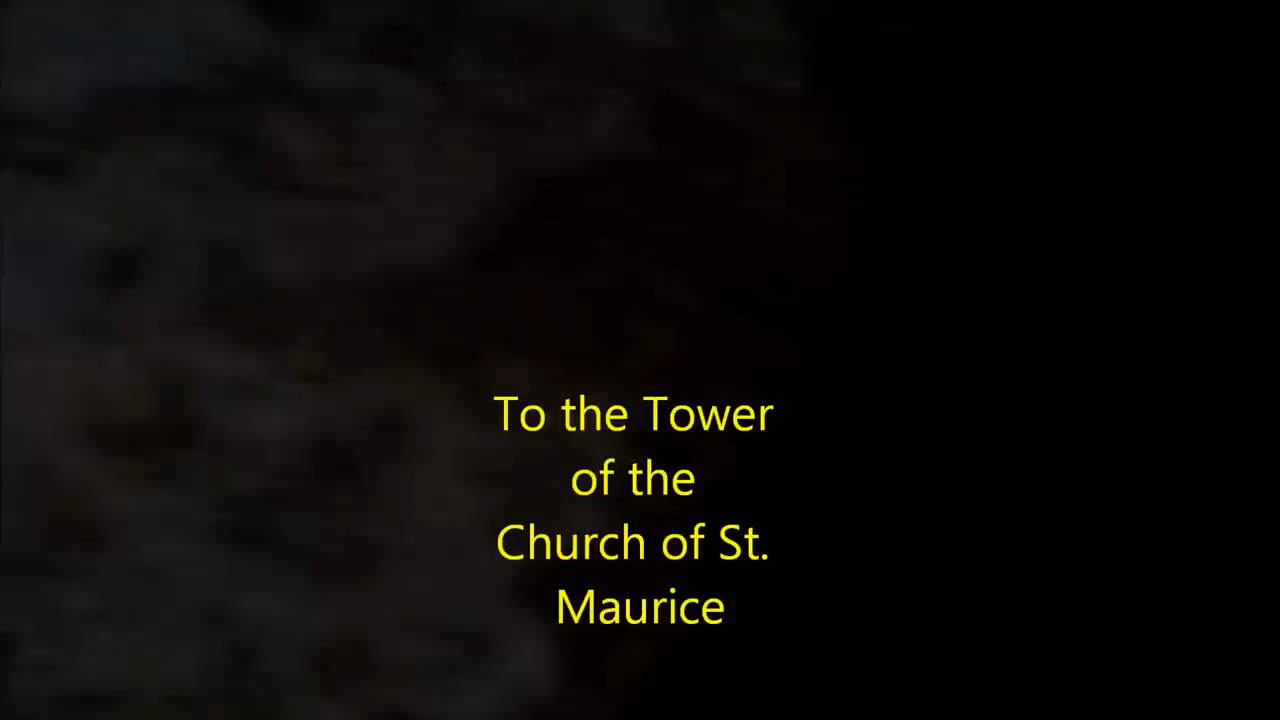 To the Tower
of the
Church of St.
Maurice